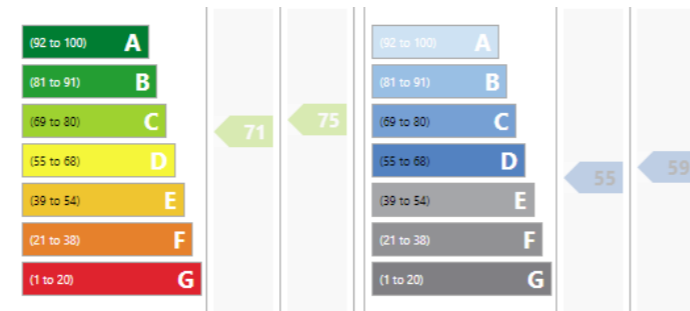 (92 to 100) A
(81 to 91) B
(69 to 80) C
(55 to 68) D
(39 to 54) E
(21 to 38) F
(1 to 20) G
71
75
(92 to 100) A
(81 to 91) B
(69 to 80) C
(55 to 68) D
(39 to 54) E
(21 to 38) F
(1 to 20) G
55
59